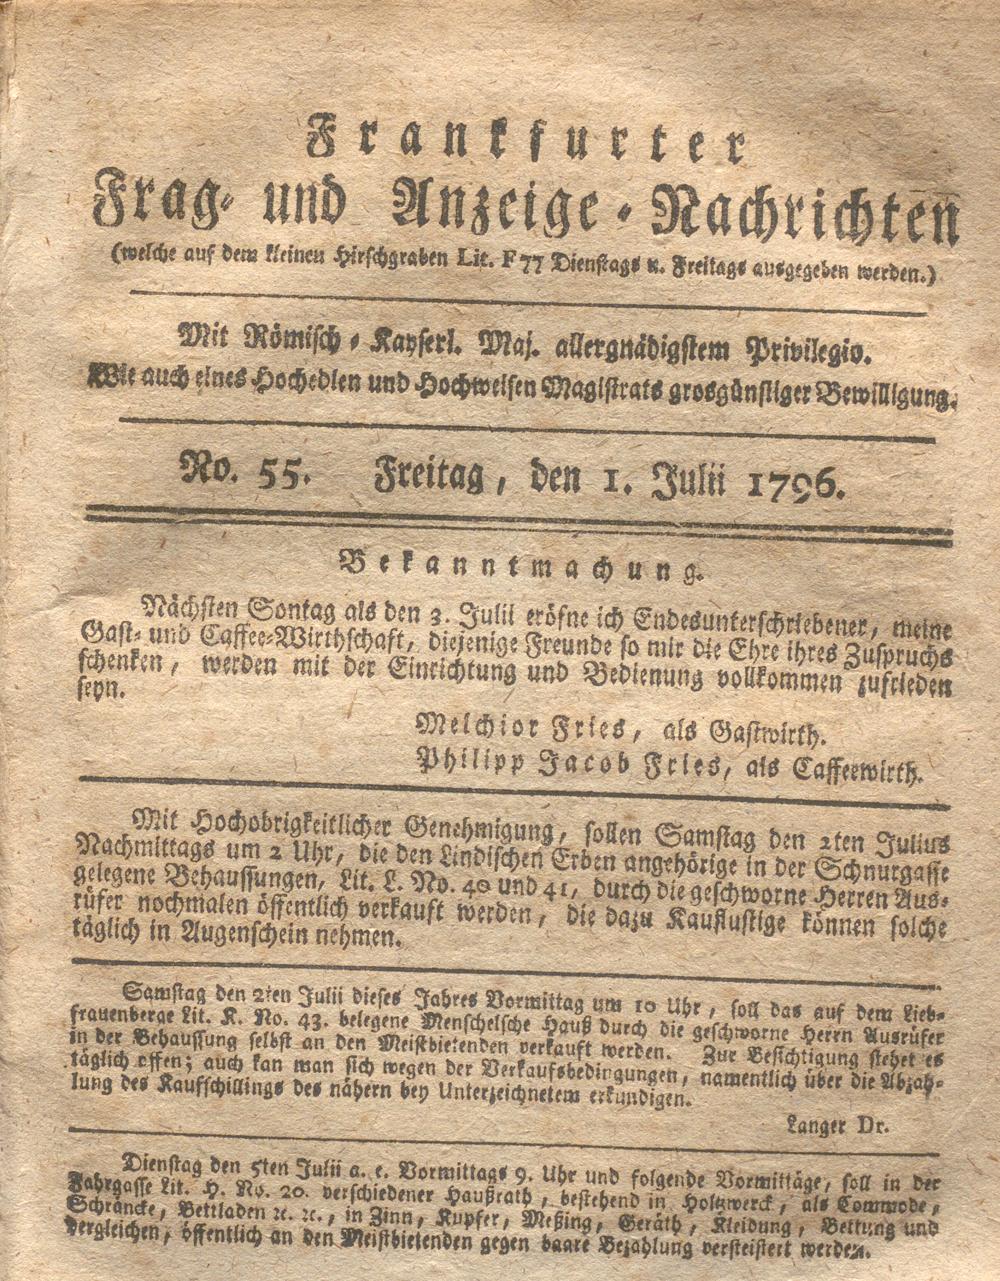 Frankfurter
Frag- und Anzeige-Nachrichten
(welche auf dem kleinen Hirschgraben Lit. F 77 Dienstags u. Freitags ausgegeben werden.)
Mit Römisch-Kayserl. Maj. allergnädigstem Privilegio.
Wie auch eines Hochedlen und Hochweisen Magistrats grosgünstiger Bewilligung.
No. 55. Freitag, den 1. Julii 1796.
Bekanntmachung.
Nächsten Sontag als den 3. Julii eröfne ich Endesunterschriebener, meine
Gast- und Caffee-Wirthschaft, diejenige Freunde so mir die Ehre ihres Zuspruchs
schenken, werden mit der Einrichtung und Bedienung vollkommen zufrieden
seyn.
Melchior Fries, als Gastwirth.
Philipp Jacob Fries, als Caffeewirth.
Mit Hochobrigkeitlicher Genehmigung, sollen Samstag den 2ten Julius
Nachmittags um 2 Uhr, die den Lindischen Erben angehörige in der Schnurgasse
gelegene Behaussungen, Lit. L. No. 40 und 41, durch die geschworne Herren Aus-
rüfer nochmalen öffentlich verkauft werden, die dazu Kauflustige können solche
täglich in Augenschein nehmen.
Samstag den 2ten Julii dieses Jahres Vormittag um 10 Uhr, soll das auf dem Lieb-
frauenberge Lit. K. No. 43. belegene Menschelsche Hauß durch die geschworne Herrn Ausrüfer
in der Behaussung selbst an den Meistbietenden verkauft werden. Zur Besichtigung stehet es
täglich offen; auch kan man sich wegen der Verkaufsbedingungen, namentlich über die Abzah-
lung des Kaufschillings des nähern bey Unterzeichnetem erkundigen.
Langer Dr.
Dienstag den 5ten Julii a. c. Vormittags 9. Uhr und folgende Vormittäge, soll in der
Fahrgasse Lit. H. No. 20. verschiedener Haußrath, bestehend in Holtzwerck, als Commode,
Schräncke, Bettladen ꝛc. ꝛc., in Zinn, Kupfer, Meßing, Geräth, Kleidung, Bettung und
dergleichen, öffentlich an den Meistbietenden gegen baare Bezahlung versteistert werden.